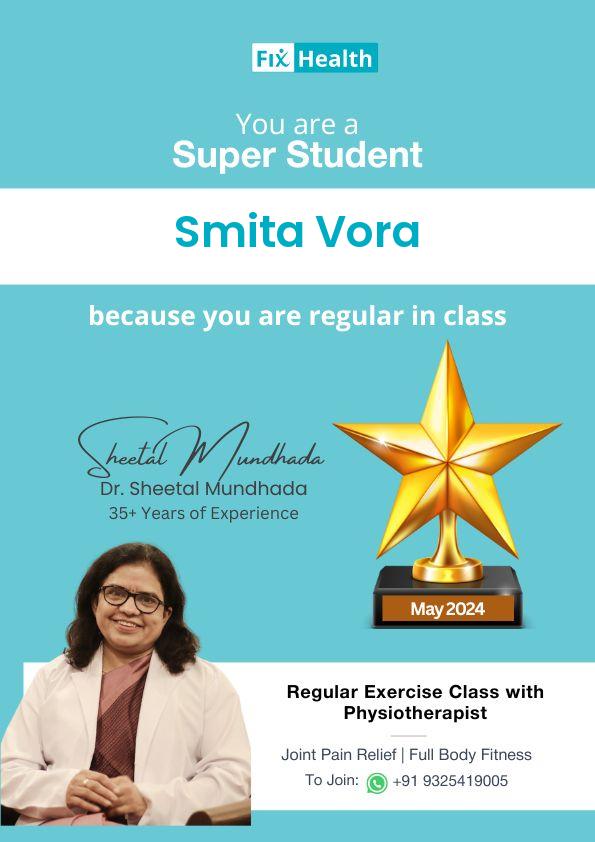 Fix Health
You are a
Super Student
Smita Vora
because you are regular in class
Sheetal Mundhada
Dr. Sheetal Mundhada
35+ Years of Experience
May 2024
Regular Exercise Class with
Physiotherapist
Joint Pain Relief | Full Body Fitness
To Join: +91 9325419005